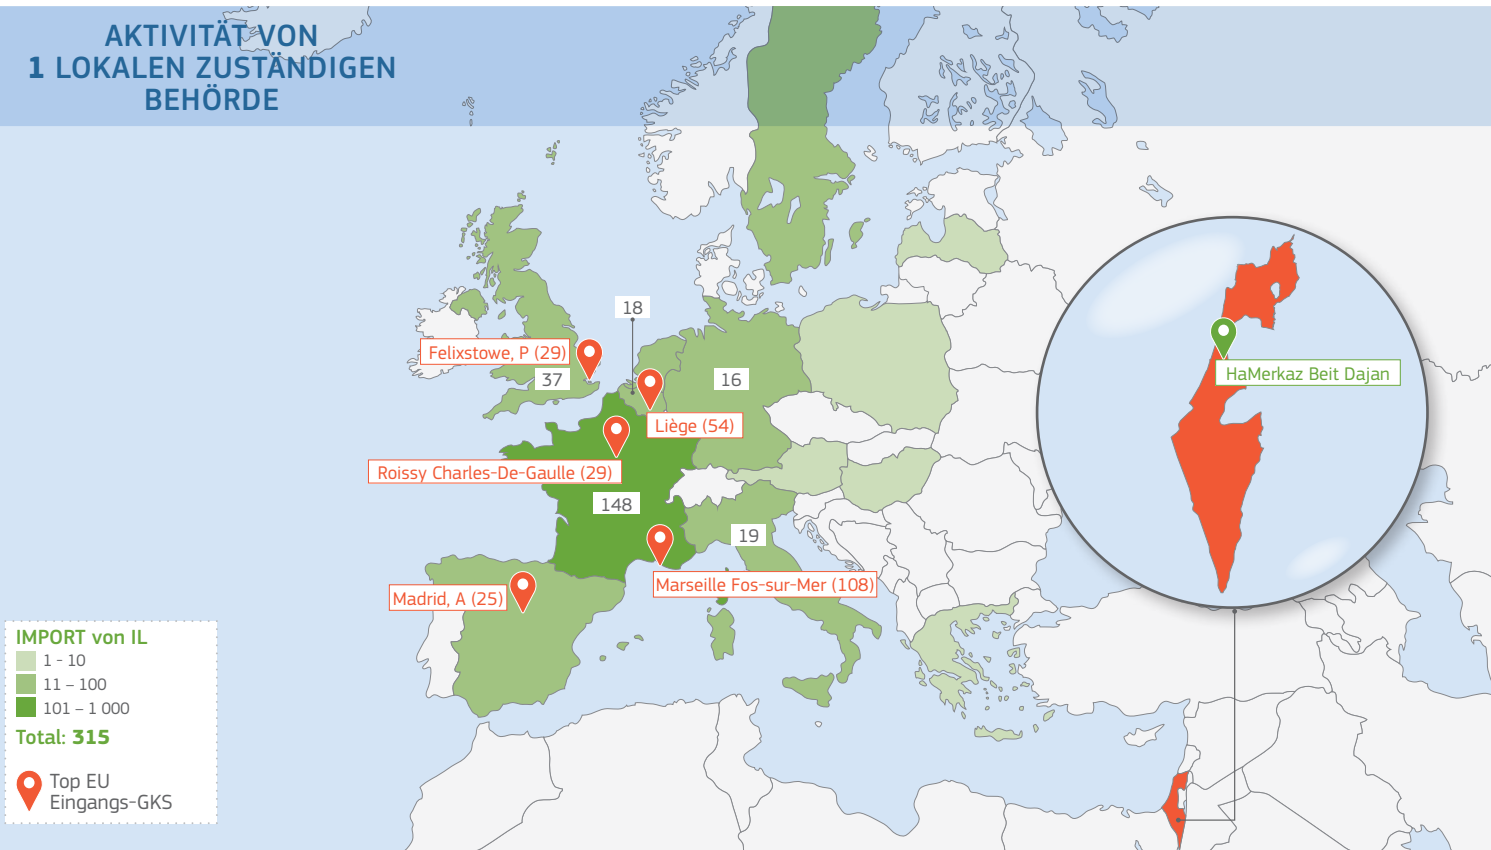 AKTIVITÄT VON
1 LOKALEN ZUSTÄNDIGEN
BEHÖRDE
18
Felixstowe, P (29)
37
16
HaMerkaz Beit Dajan
Liège (54)
Roissy Charles-De-Gaulle (29)
148
19
Marseille Fos-sur-Mer (108)
Madrid, A (25)
IMPORT von IL
1 - 10
11 – 100
101 – 1 000
Total: 315
Top EU
Eingangs-GKS